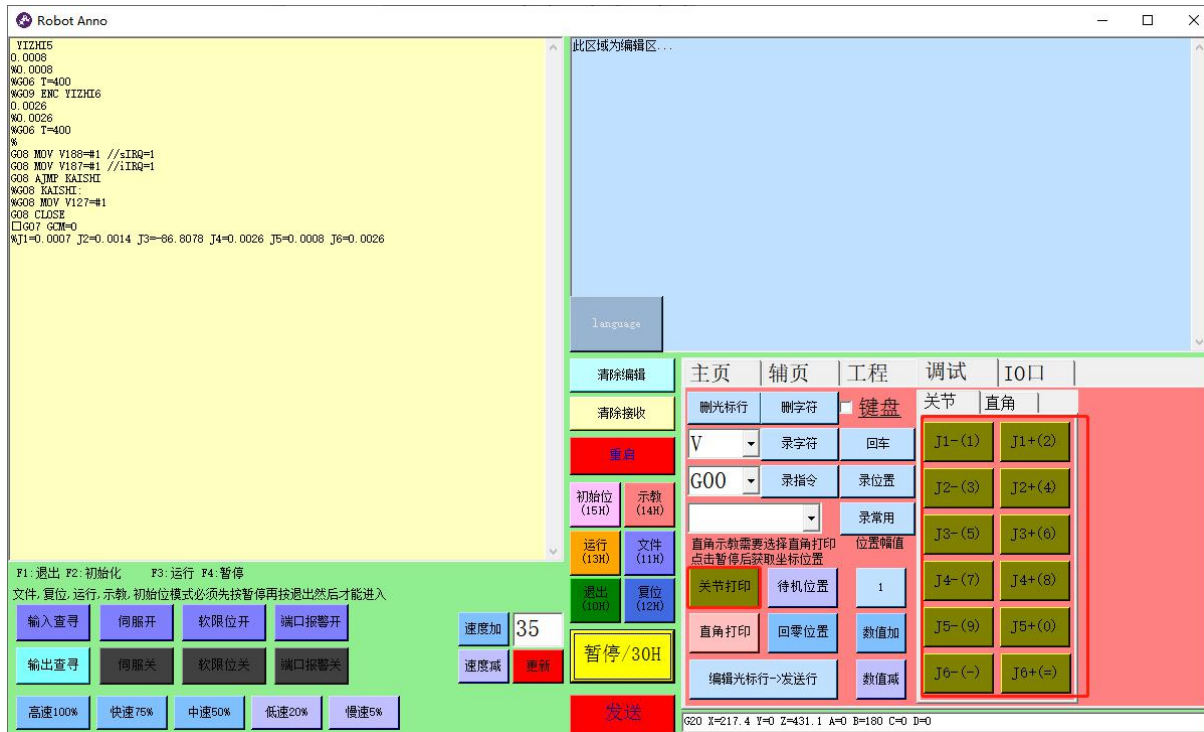 Robot Anno
YIZHI5
0.0008
%0.0008
%G06 T=400
%G09 ENC YIZHI6
0.0026
%0.0026
%G06 T=400
%
G08 MOV V188=#1 //sIRQ=1
G08 MOV V187=#1 //iIRQ=1
G08 AJMP KAISHI
%G08 KAISHI:
%G08 MOV V127=#1
G08 CLOSE
□G07 GCM=0
%J1=0.0007 J2=0.0014 J3=-86.8078 J4=0.0026 J5=0.0008 J6=0.0026
F1:退出 F2:初始化 F3:运行 F4:暂停
文件,复位,运行,示教,初始位模式必须先按暂停再按退出然后才能进入
输入查寻 伺服开 软限位开 端口报警开
输出查寻 伺服关 软限位关 端口报警关
速度加 35
速度减 更新
高速100% 快速75% 中速50% 低速20% 慢速5%
此区域为编辑区...
language
清除编辑
清除接收
重启
初始位 (15H) 示教 (14H)
运行 (13H) 文件 (11H)
退出 (10H) 复位 (12H)
暂停/30H
发送
主页 辅页 工程 调试 IO口
删光标行 删字符 键盘
V 录字符 回车
G00 录指令 录位置
录常用
直角示教需要选择直角打印 位置幅值
点击暂停后获取坐标位置
关节打印 待机位置 1
直角打印 回零位置 数值加
编辑光标行->发送行 数值减
关节 直角
J1-(1) J1+(2)
J2-(3) J2+(4)
J3-(5) J3+(6)
J4-(7) J4+(8)
J5-(9) J5+(0)
J6-(-) J6+(=)
G20 X=217.4 Y=0 Z=431.1 A=0 B=180 C=0 D=0